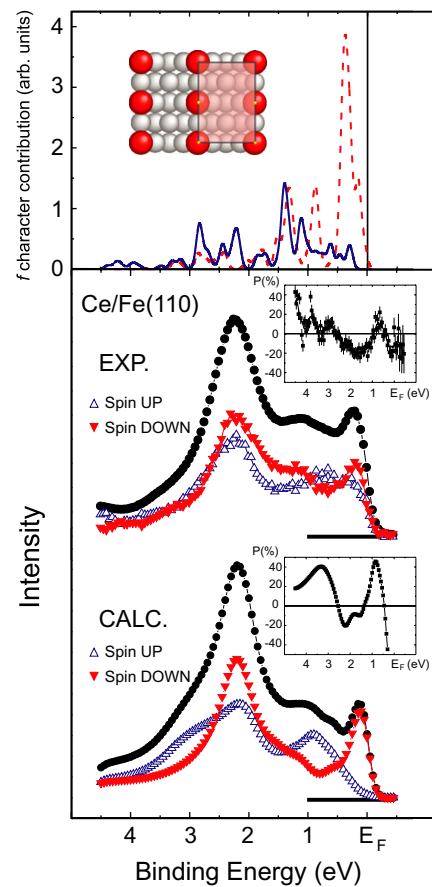 f character contribution (arb. units)
4
3
2
1
0
Ce/Fe(110)
EXP.
Spin UP
Spin DOWN
P(%)
40
20
0
20
40
4 3 2 1 E_F (eV)
Intensity
CALC.
Spin UP
Spin DOWN
P(%)
40
20
0
20
40
4 3 2 1 E_F (eV)
4 3 2 1 E_F
Binding Energy (eV)